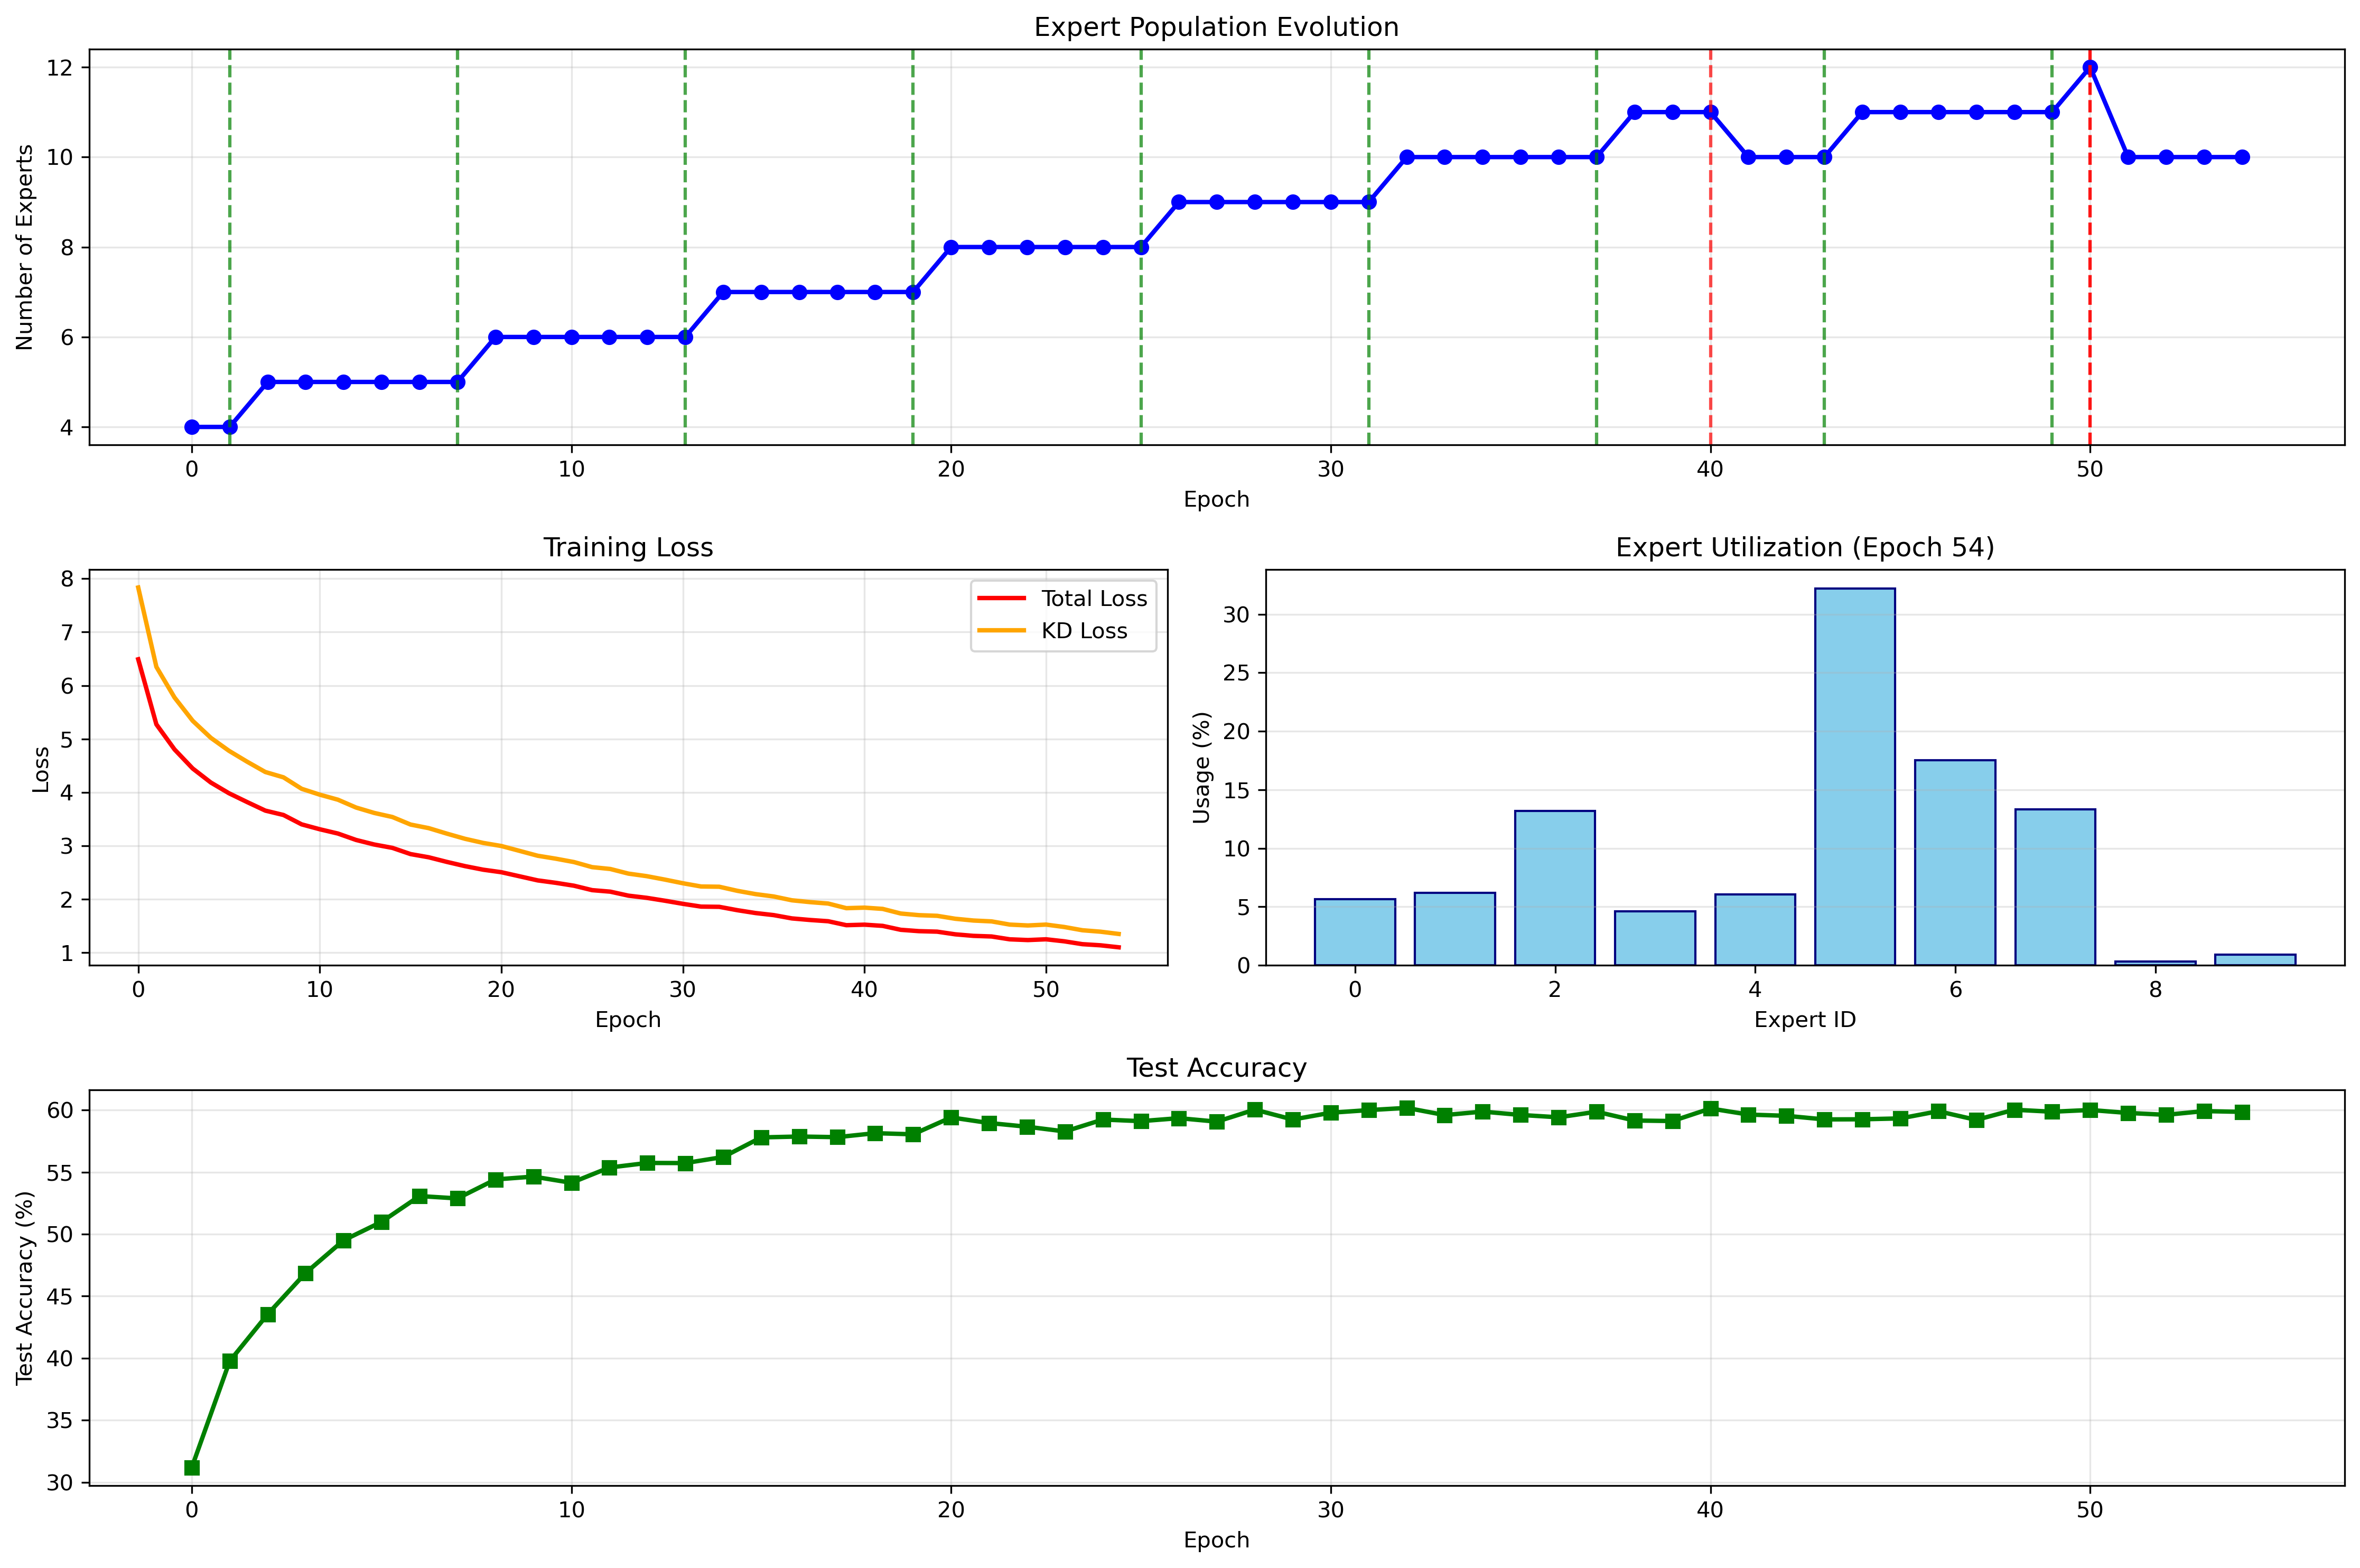 Expert Population Evolution
Number of Experts
12
10
8
6
4
0 10 20 30 40 50
Epoch
Training Loss
Loss
8
7
6
5
4
3
2
1
Total Loss
KD Loss
0 10 20 30 40 50
Epoch
Expert Utilization (Epoch 54)
Usage (%)
30
25
20
15
10
5
0
0 2 4 6 8
Expert ID
Test Accuracy
Test Accuracy (%)
60
55
50
45
40
35
30
0 10 20 30 40 50
Epoch